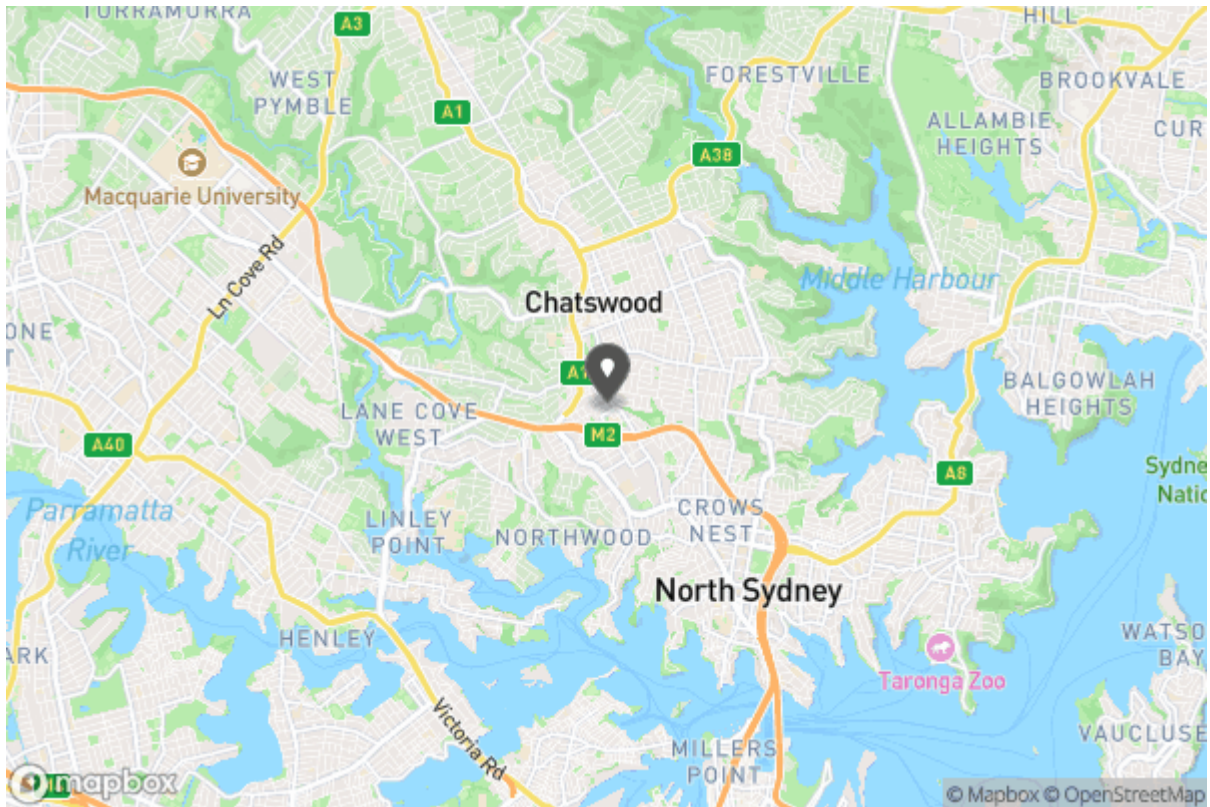 TURRAMURRA
A3
HILL
WEST
PYMBLE
FORESTVILLE
BROOKVALE
A1
ALLAMBIE
HEIGHTS
CUR
A38
Macquarie University
Ln Cove Rd
Middle Harbour
Chatswood
ONE
T
A1
BALGOWLAH
HEIGHTS
LANE COVE
WEST
M2
A40
A8
Sydne
Natio
Parramatta
River
LINLEY
POINT
NORTHWOOD
CROWS
NEST
North Sydney
HENLEY
WATSO
BAY
ARK
Taronga Zoo
Victoria Rd
MILLERS
POINT
VAUCLUSE
mapbox
© Mapbox © OpenStreetMap